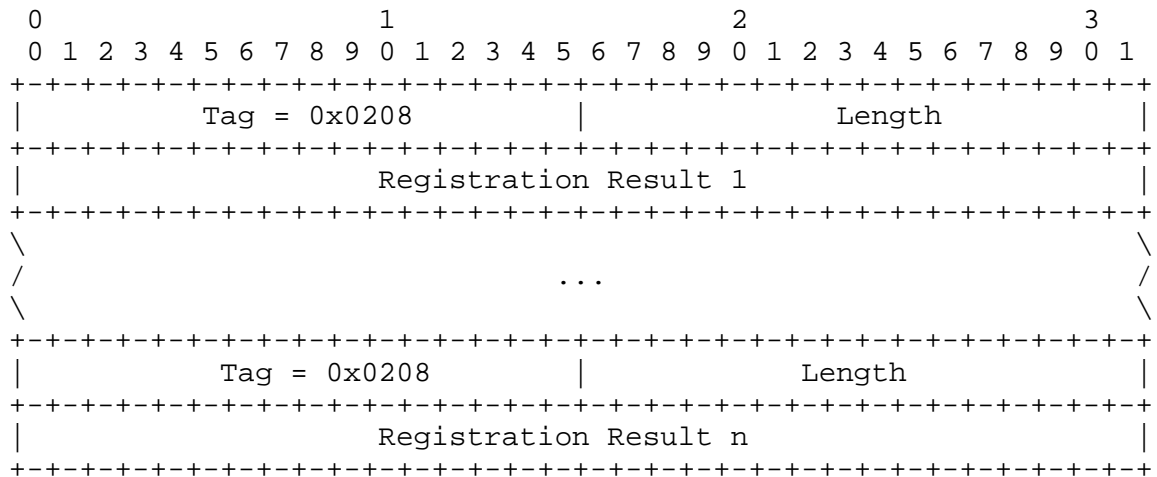 0                   1                   2                   3
 0 1 2 3 4 5 6 7 8 9 0 1 2 3 4 5 6 7 8 9 0 1 2 3 4 5 6 7 8 9 0 1
+-+-+-+-+-+-+-+-+-+-+-+-+-+-+-+-+-+-+-+-+-+-+-+-+-+-+-+-+-+-+-+-+
|          Tag = 0x0208         |              Length           |
+-+-+-+-+-+-+-+-+-+-+-+-+-+-+-+-+-+-+-+-+-+-+-+-+-+-+-+-+-+-+-+-+
|                    Registration Result 1                      |
+-+-+-+-+-+-+-+-+-+-+-+-+-+-+-+-+-+-+-+-+-+-+-+-+-+-+-+-+-+-+-+-+
\                                                               \
/                              ...                              /
\                                                               \
+-+-+-+-+-+-+-+-+-+-+-+-+-+-+-+-+-+-+-+-+-+-+-+-+-+-+-+-+-+-+-+-+
|           Tag = 0x0208        |            Length             |
+-+-+-+-+-+-+-+-+-+-+-+-+-+-+-+-+-+-+-+-+-+-+-+-+-+-+-+-+-+-+-+-+
|                    Registration Result n                      |
+-+-+-+-+-+-+-+-+-+-+-+-+-+-+-+-+-+-+-+-+-+-+-+-+-+-+-+-+-+-+-+-+